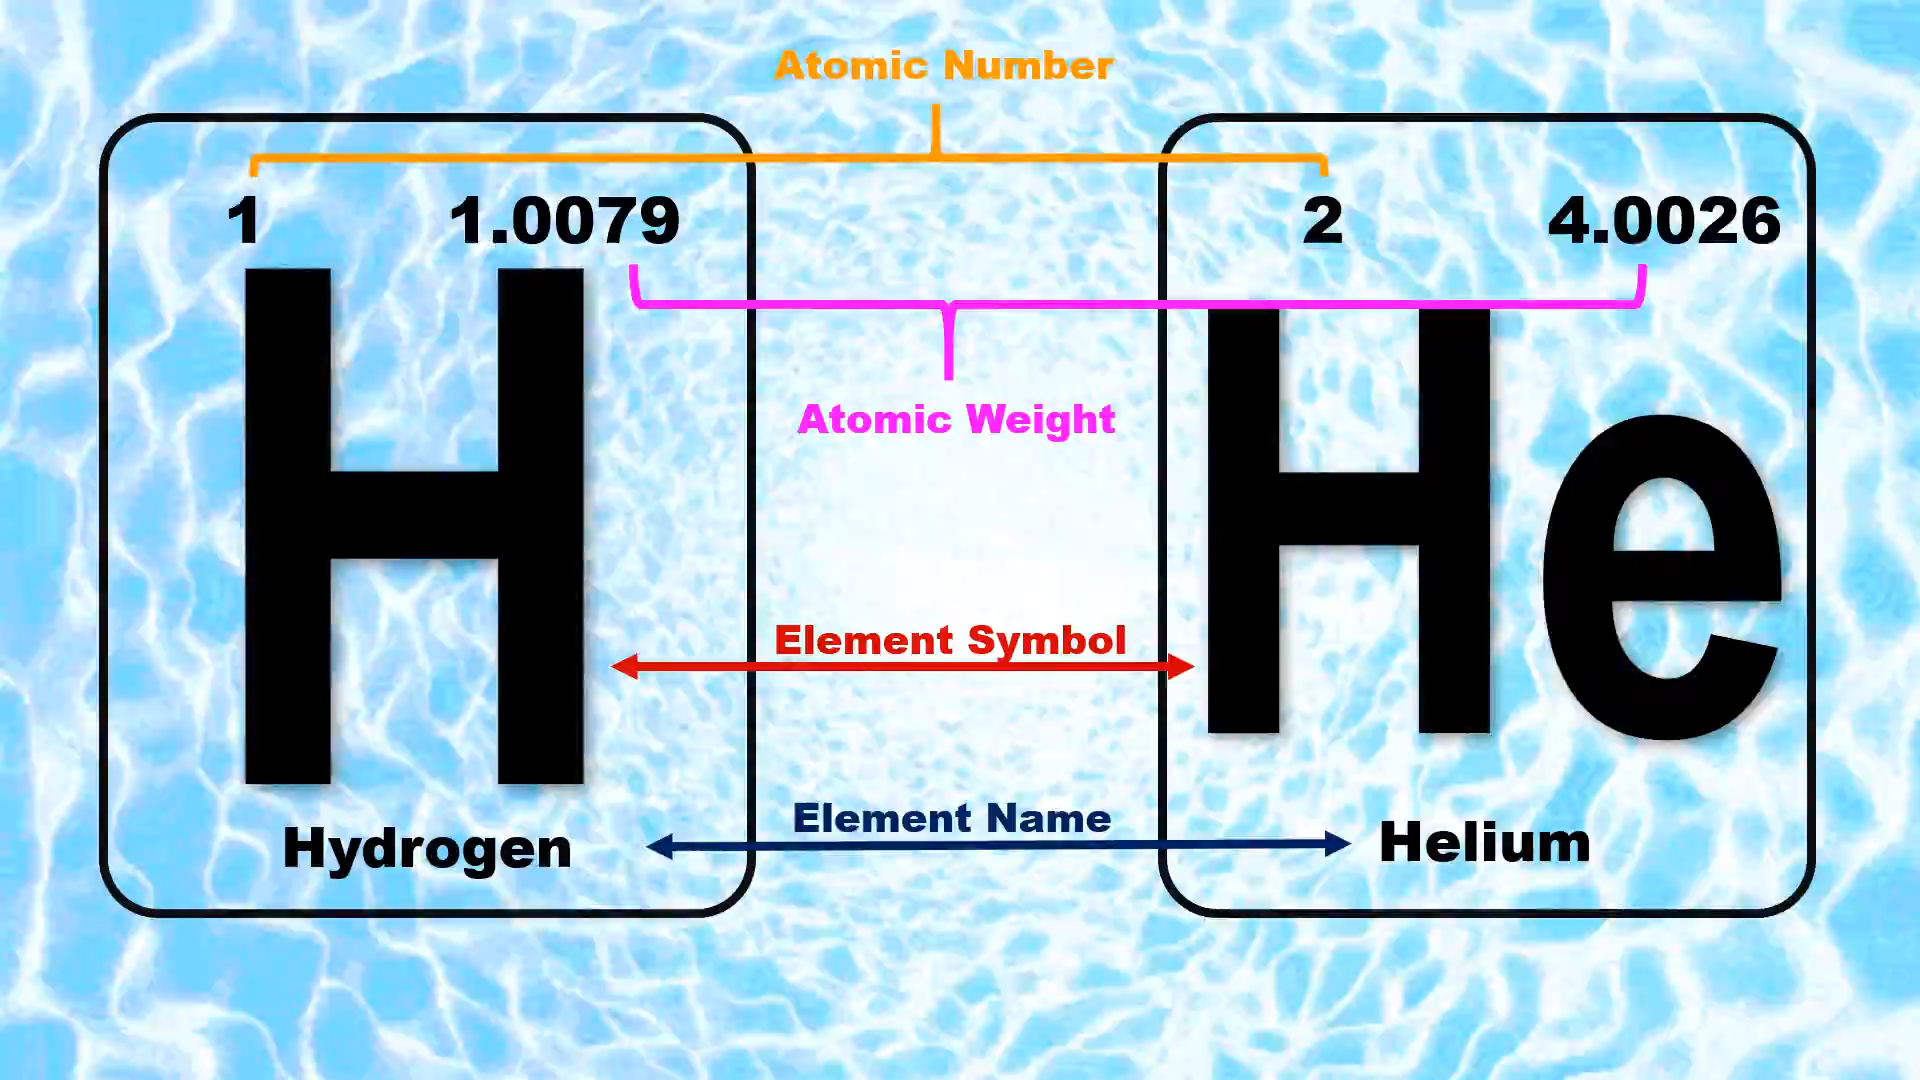 Atomic Number
1 1.0079
2 4.0026
H
He
Atomic Weight
Element Symbol
Element Name
Hydrogen
Helium